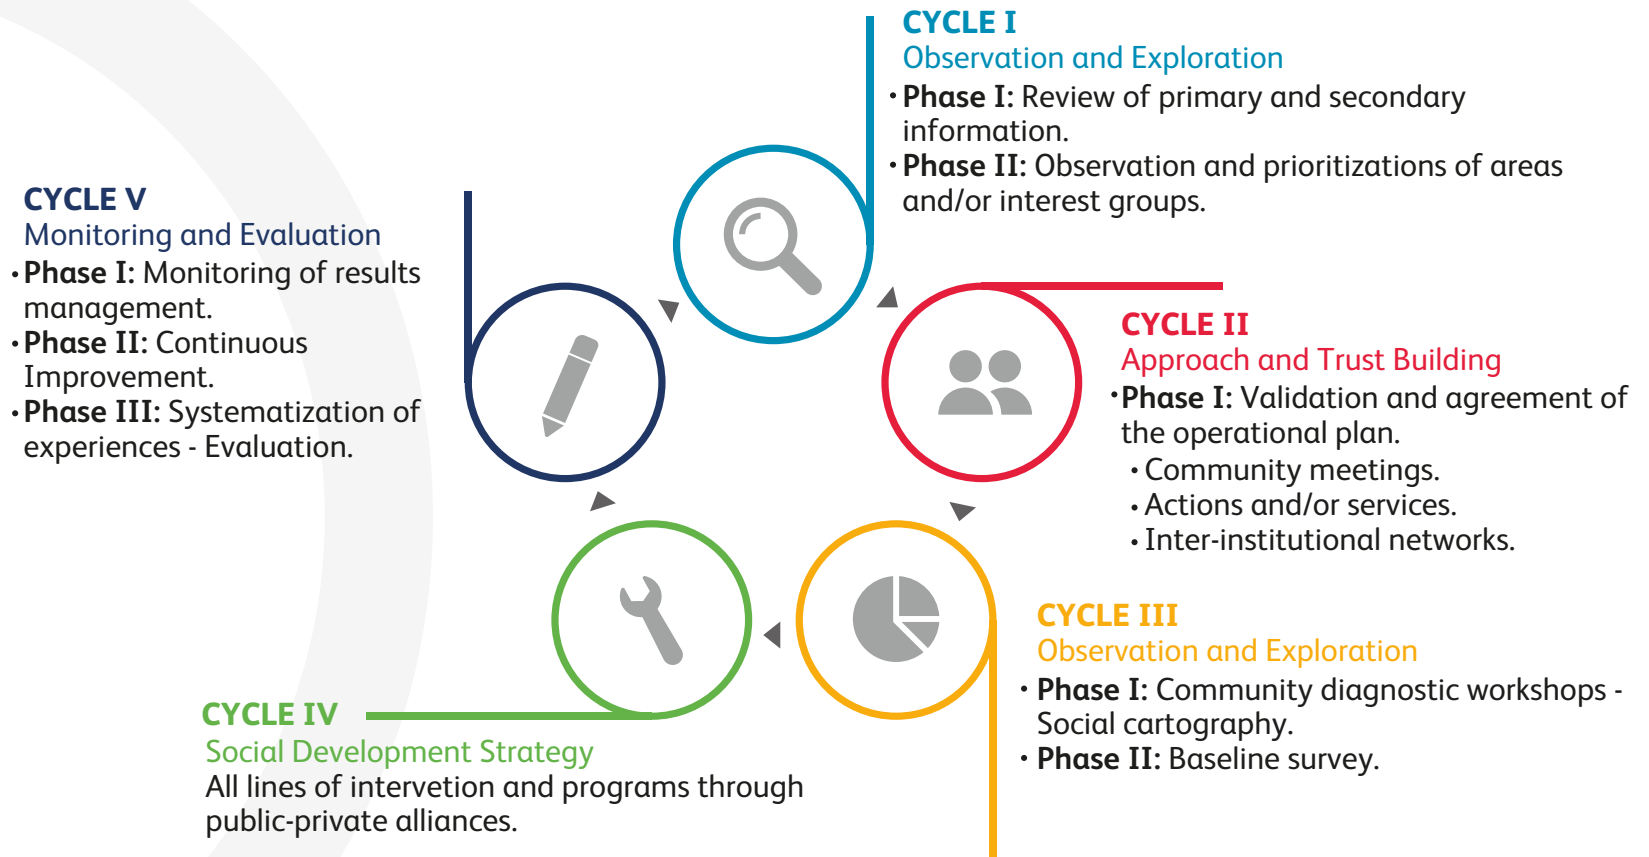 CYCLE I
Observation and Exploration
• Phase I: Review of primary and secondary
information.
• Phase II: Observation and prioritizations of areas
and/or interest groups.
CYCLE II
Approach and Trust Building
• Phase I: Validation and agreement of
the operational plan.
• Community meetings.
• Actions and/or services.
• Inter-institutional networks.
CYCLE III
Observation and Exploration
• Phase I: Community diagnostic workshops -
Social cartography.
• Phase II: Baseline survey.
CYCLE IV
Social Development Strategy
All lines of intervetion and programs through
public-private alliances.
CYCLE V
Monitoring and Evaluation
• Phase I: Monitoring of results
management.
• Phase II: Continuous
Improvement.
• Phase III: Systematization of
experiences - Evaluation.